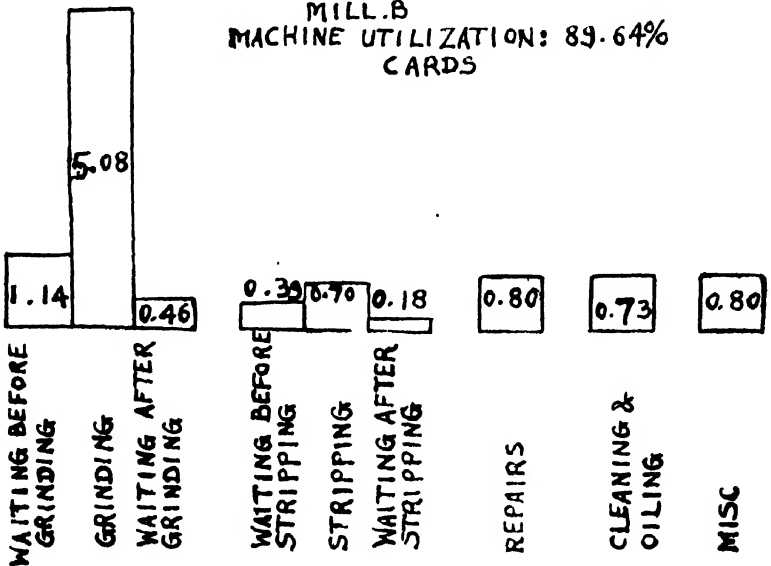 MILL.B
MACHINE UTILIZATION: 89.64%
CARDS
5.08
1.14
0.46
0.39
0.70
0.18
0.80
0.73
0.80
WAITING BEFORE
GRINDING
GRINDING
WAITING AFTER
GRINDING
WAITING BEFORE
STRIPPING
STRIPPING
WAITING AFTER
STRIPPING
REPAIRS
CLEANING &
OILING
MISC